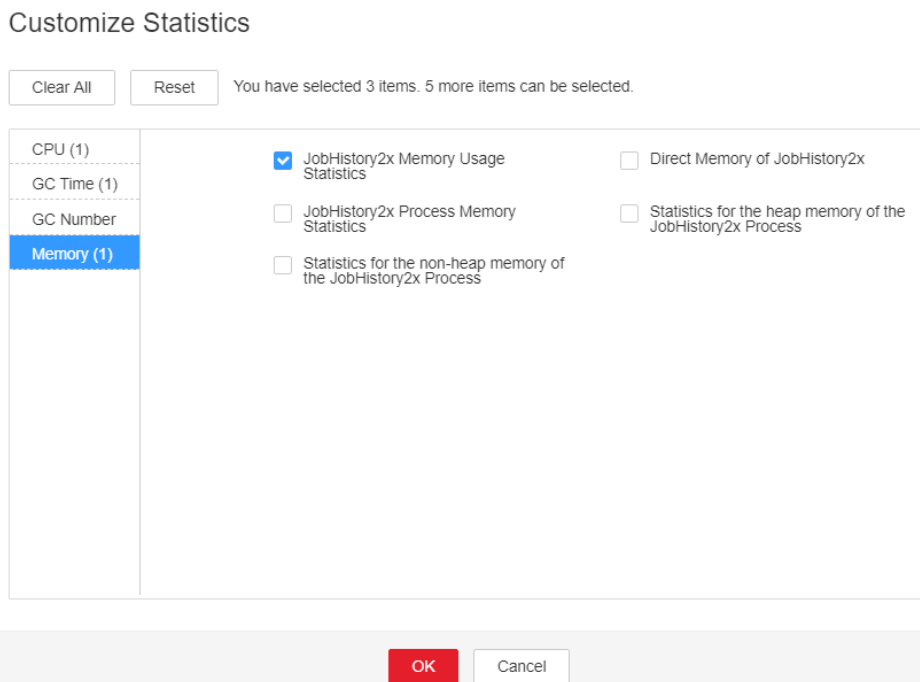 Customize Statistics
Clear All
Reset
You have selected 3 items. 5 more items can be selected.
CPU (1)
GC Time (1)
GC Number
Memory (1)
JobHistory2x Memory Usage
Statistics
Direct Memory of JobHistory2x
JobHistory2x Process Memory
Statistics
Statistics for the heap memory of the
JobHistory2x Process
Statistics for the non-heap memory of
the JobHistory2x Process
OK
Cancel